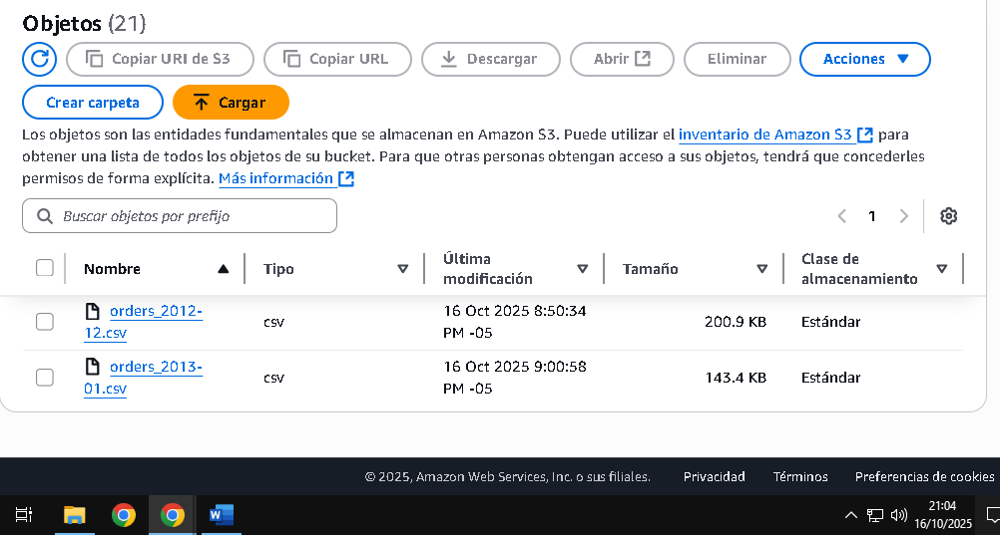 Objetos (21)
Copiar URI de S3 Copiar URL Descargar Abrir Eliminar Acciones
Crear carpeta Cargar
Los objetos son las entidades fundamentales que se almacenan en Amazon S3. Puede utilizar el inventario de Amazon S3 para
obtener una lista de todos los objetos de su bucket. Para que otras personas obtengan acceso a sus objetos, tendrá que concederles
permisos de forma explícita. Más información
Buscar objetos por prefijo 1
Nombre Tipo Última modificación Tamaño Clase de almacenamiento
orders_2012-12.csv csv 16 Oct 2025 8:50:34 PM -05 200.9 KB Estándar
orders_2013-01.csv csv 16 Oct 2025 9:00:58 PM -05 143.4 KB Estándar
© 2025, Amazon Web Services, Inc. o sus filiales. Privacidad Términos Preferencias de cookies
W 21:04
16/10/2025